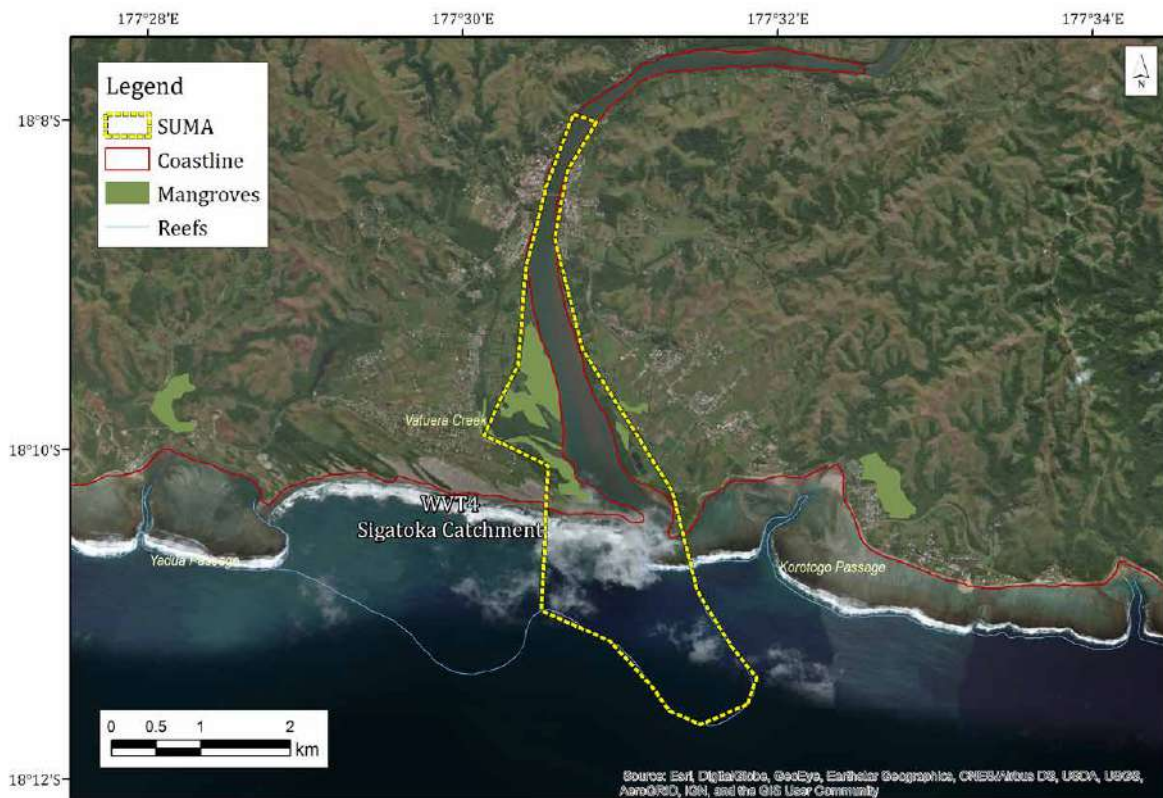 177°28'E
177°30'E
177°32'E
177°34'E
18°8'S
18°10'S
18°12'S
Legend
SUMA
Coastline
Mangroves
Reefs
N
Vatuera Creek
WVT4
Sigatoka Catchment
Yadua Passage
Korotogo Passage
0 0.5 1 2
km
Source: Esri, DigitalGlobe, GeoEye, Earthstar Geographics, CNES/Airbus DS, USDA, USGS,
AeroGRID, IGN, and the GIS User Community